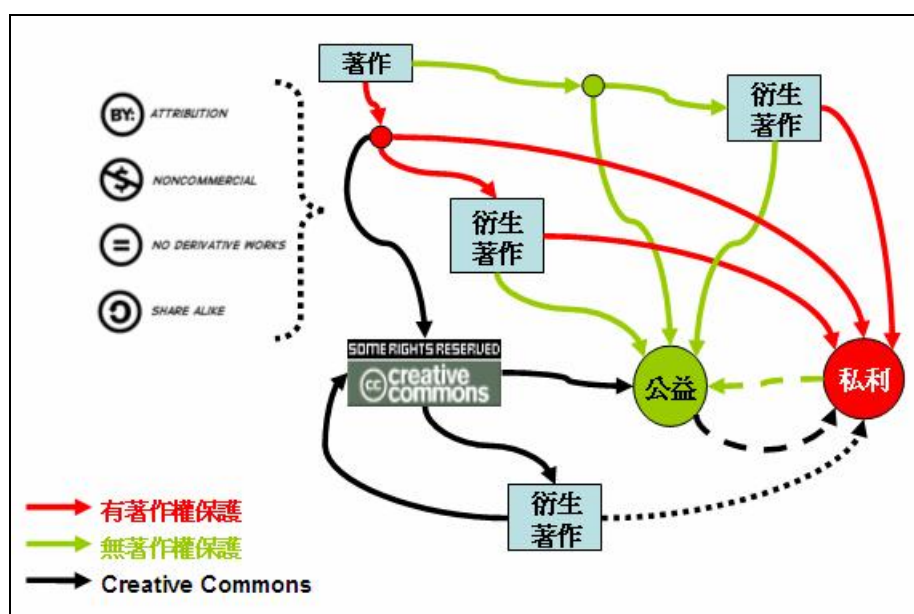 著作
衍生
著作
BY:
ATTRIBUTION
$
NONCOMMERCIAL
=
NO DERIVATIVE WORKS
SHARE ALIKE
衍生
著作
SOME RIGHTS RESERVED
cc creative
commons
公益
私利
衍生
著作
有著作權保護
無著作權保護
Creative Commons